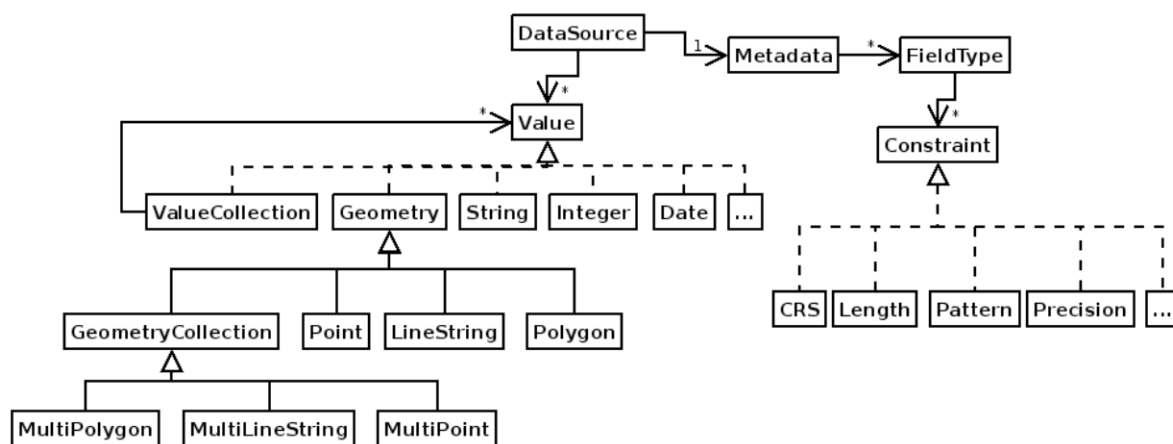 DataSource
1
Metadata
*
FieldType
*
*
*
Value
Constraint
ValueCollection
Geometry
String
Integer
Date
...
CRS
Length
Pattern
Precision
...
GeometryCollection
Point
LineString
Polygon
MultiPolygon
MultiLineString
MultiPoint